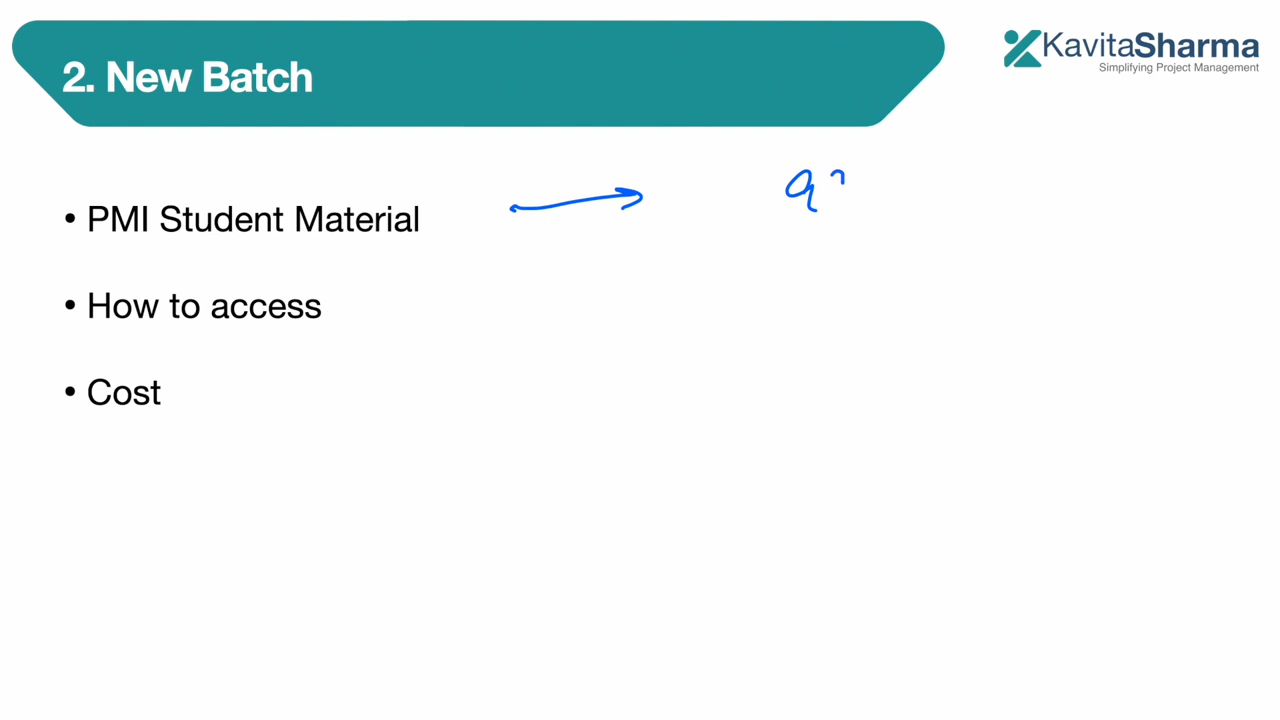 2. New Batch
KavitaSharma
Simplifying Project Management
• PMI Student Material
• How to access
• Cost